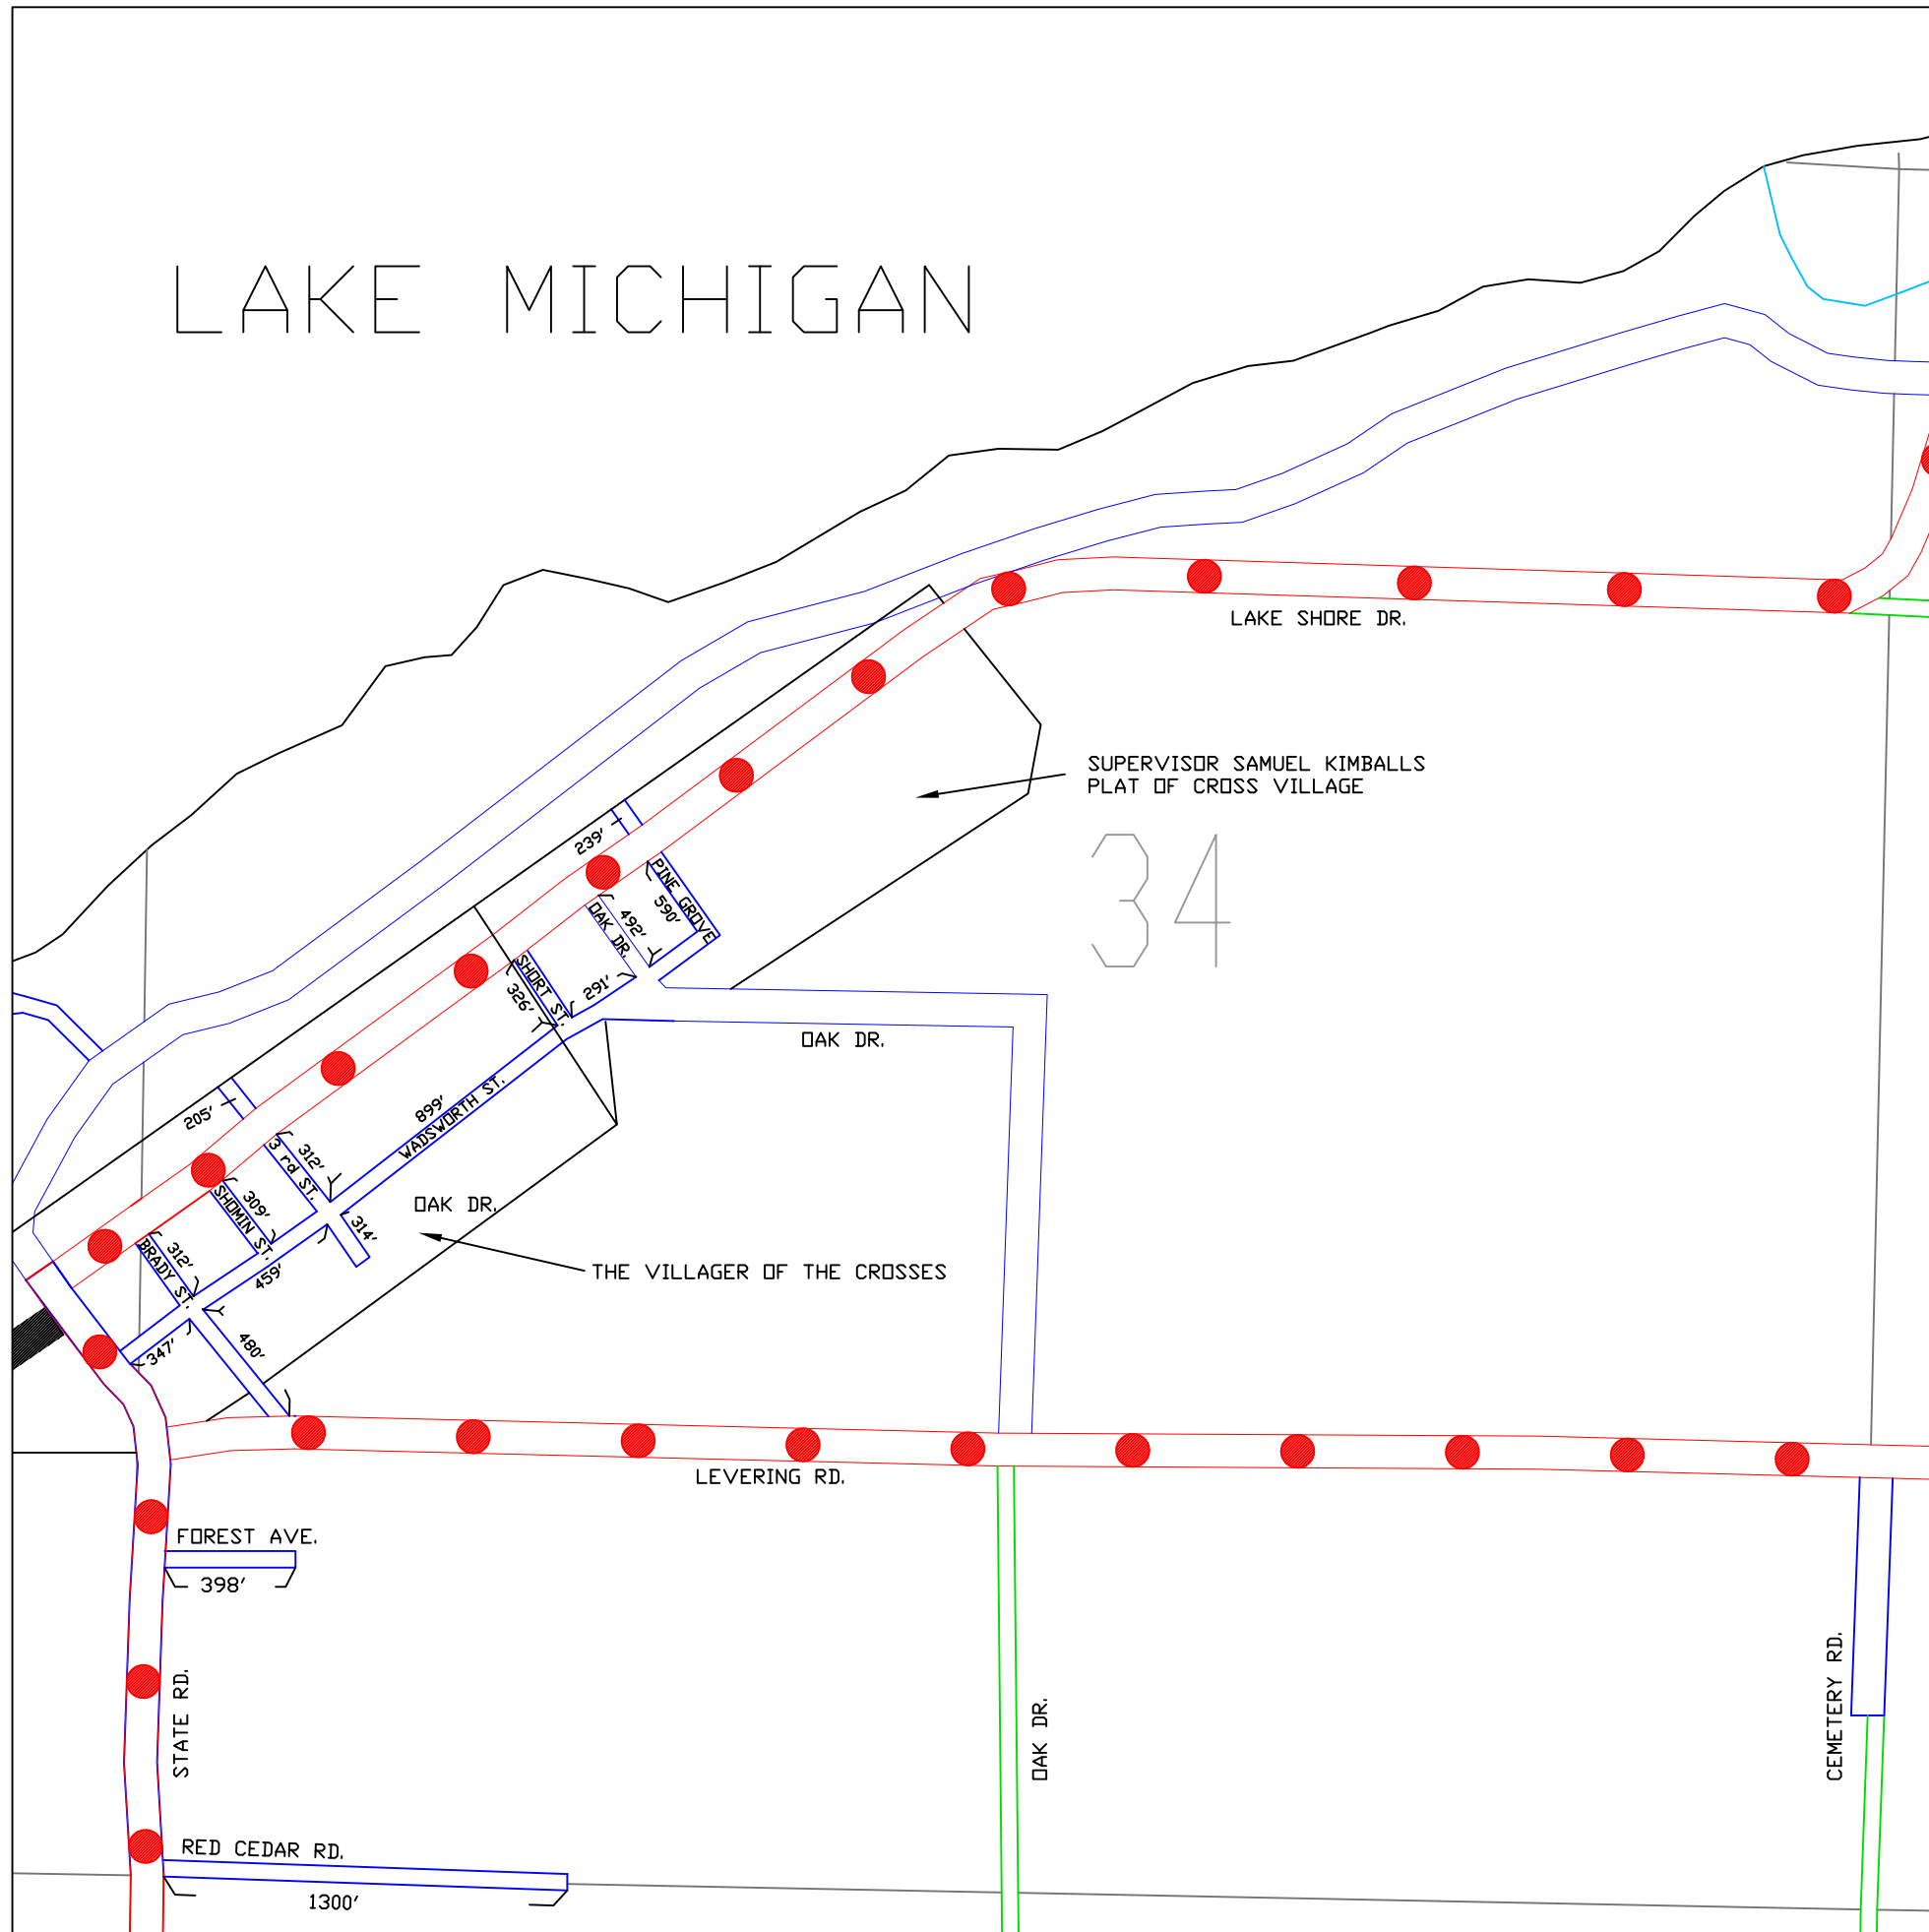 LAKE MICHIGAN
LAKE SHORE DR.
SUPERVISOR SAMUEL KIMBALLS
PLAT OF CROSS VILLAGE
34
239'
PINE GROVE
590'
OAK DR.
492'
SHORT ST.
326'
291'
OAK DR.
899'
WADSWORTH ST.
205'
3 rd ST.
312'
SHOMIN ST.
309'
OAK DR.
314'
BRADY ST.
312'
459'
THE VILLAGER OF THE CROSSES
347'
480'
LEVERING RD.
FOREST AVE.
398'
STATE RD.
OAK DR.
CEMETERY RD.
RED CEDAR RD.
1300'